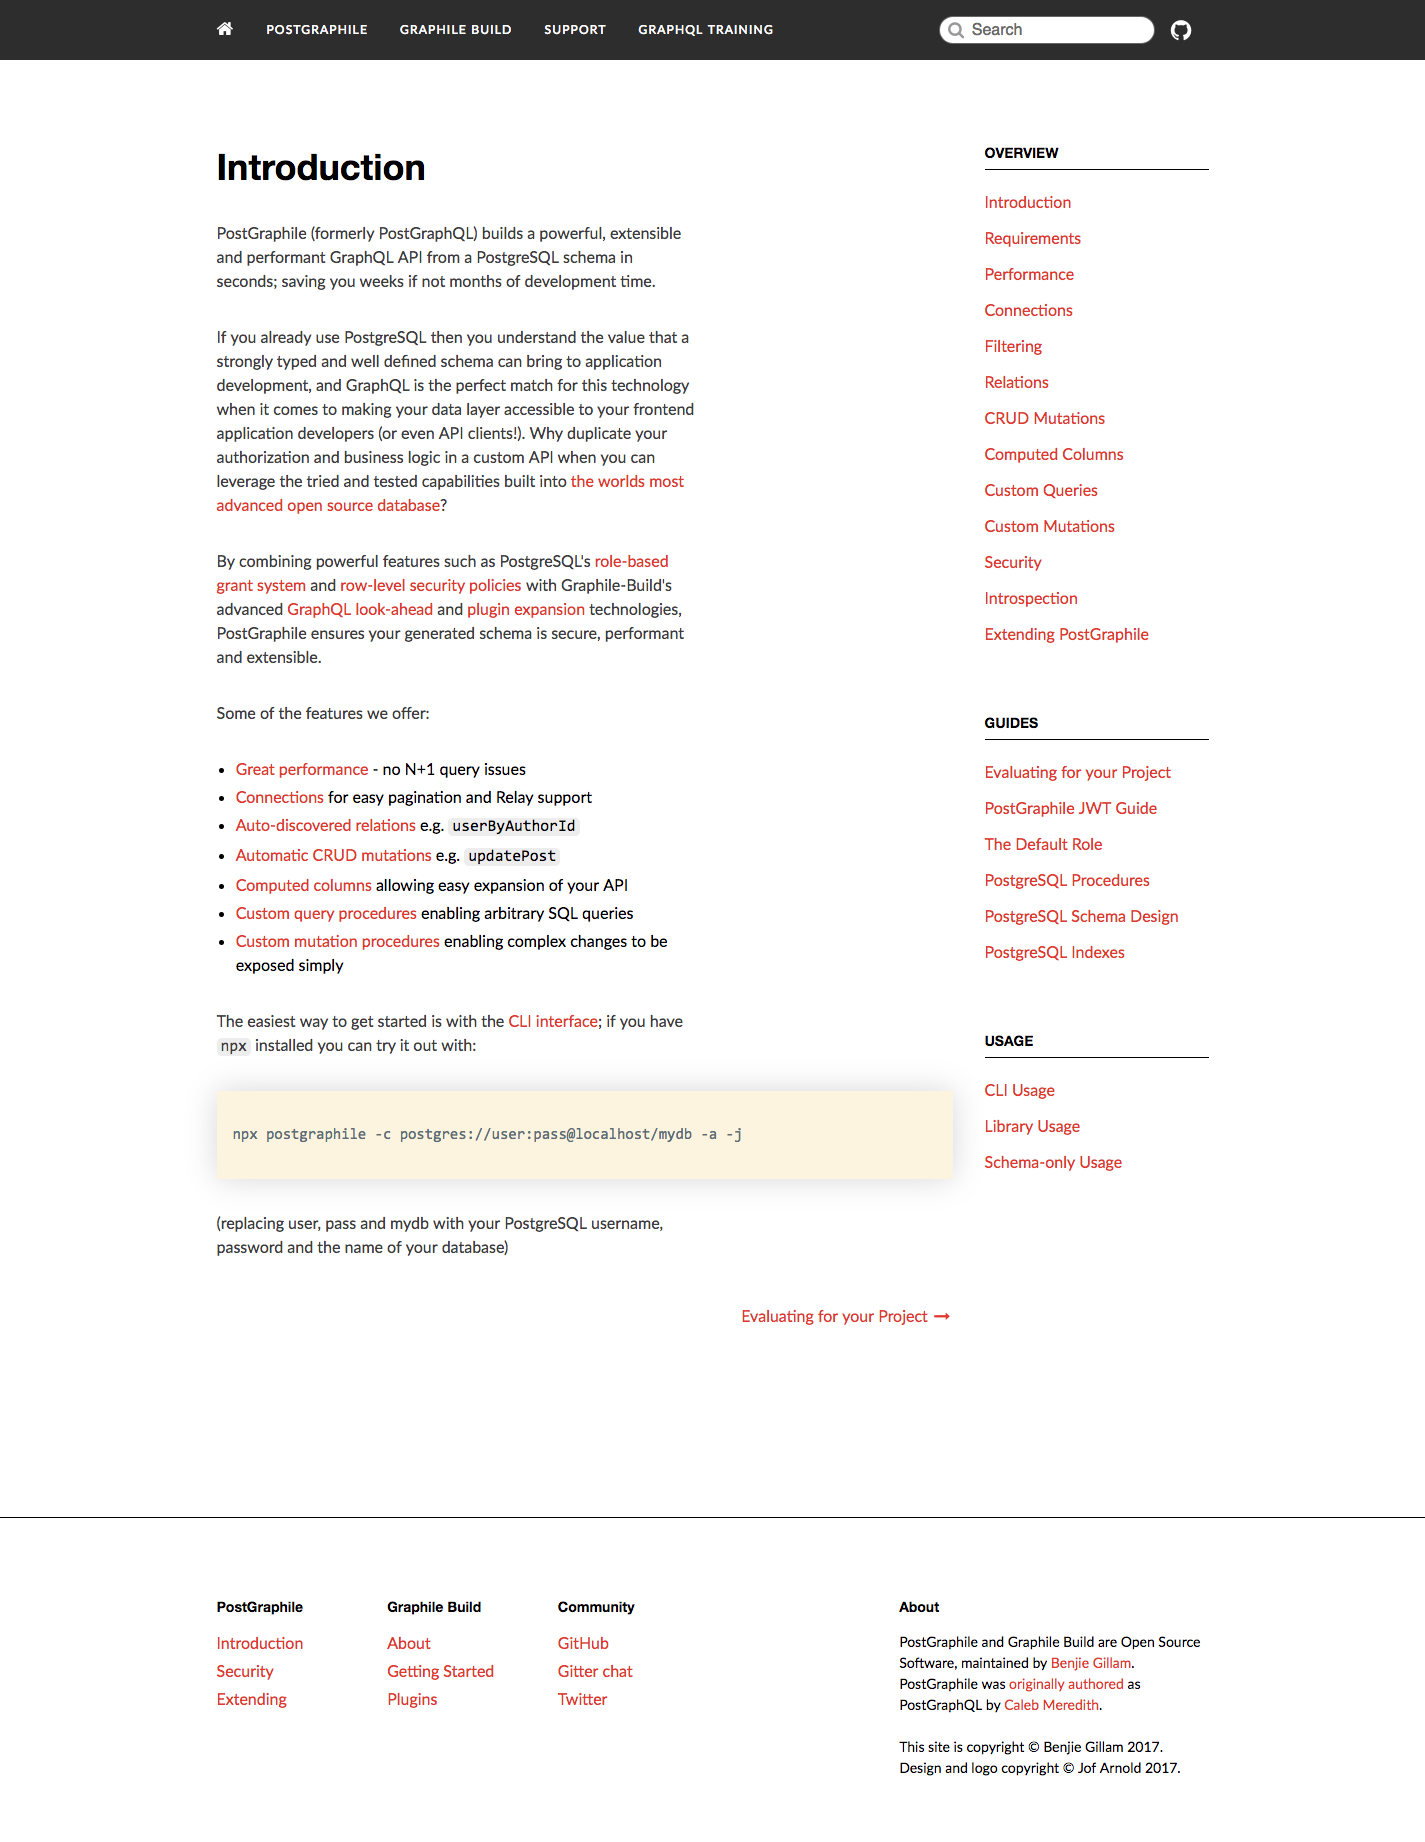 POSTGRAPHILE GRAPHILE BUILD SUPPORT GRAPHQL TRAINING Search
Introduction
PostGraphile (formerly PostGraphQL) builds a powerful, extensible
and performant GraphQL API from a PostgreSQL schema in
seconds; saving you weeks if not months of development time.
If you already use PostgreSQL then you understand the value that a
strongly typed and well defined schema can bring to application
development, and GraphQL is the perfect match for this technology
when it comes to making your data layer accessible to your frontend
application developers (or even API clients!). Why duplicate your
authorization and business logic in a custom API when you can
leverage the tried and tested capabilities built into the worlds most
advanced open source database?
By combining powerful features such as PostgreSQL's role-based
grant system and row-level security policies with Graphile-Build's
advanced GraphQL look-ahead and plugin expansion technologies,
PostGraphile ensures your generated schema is secure, performant
and extensible.
Some of the features we offer:
• Great performance - no N+1 query issues
• Connections for easy pagination and Relay support
• Auto-discovered relations e.g. userByAuthorId
• Automatic CRUD mutations e.g. updatePost
• Computed columns allowing easy expansion of your API
• Custom query procedures enabling arbitrary SQL queries
• Custom mutation procedures enabling complex changes to be
exposed simply
The easiest way to get started is with the CLI interface; if you have
npx installed you can try it out with:
npx postgraphile -c postgres://user:pass@localhost/mydb -a -j
(replacing user, pass and mydb with your PostgreSQL username,
password and the name of your database)
Evaluating for your Project →
OVERVIEW
Introduction
Requirements
Performance
Connections
Filtering
Relations
CRUD Mutations
Computed Columns
Custom Queries
Custom Mutations
Security
Introspection
Extending PostGraphile
GUIDES
Evaluating for your Project
PostGraphile JWT Guide
The Default Role
PostgreSQL Procedures
PostgreSQL Schema Design
PostgreSQL Indexes
USAGE
CLI Usage
Library Usage
Schema-only Usage
PostGraphile
Introduction
Security
Extending
Graphile Build
About
Getting Started
Plugins
Community
GitHub
Gitter chat
Twitter
About
PostGraphile and Graphile Build are Open Source
Software, maintained by Benjie Gillam.
PostGraphile was originally authored as
PostGraphQL by Caleb Meredith.
This site is copyright © Benjie Gillam 2017.
Design and logo copyright © Jof Arnold 2017.